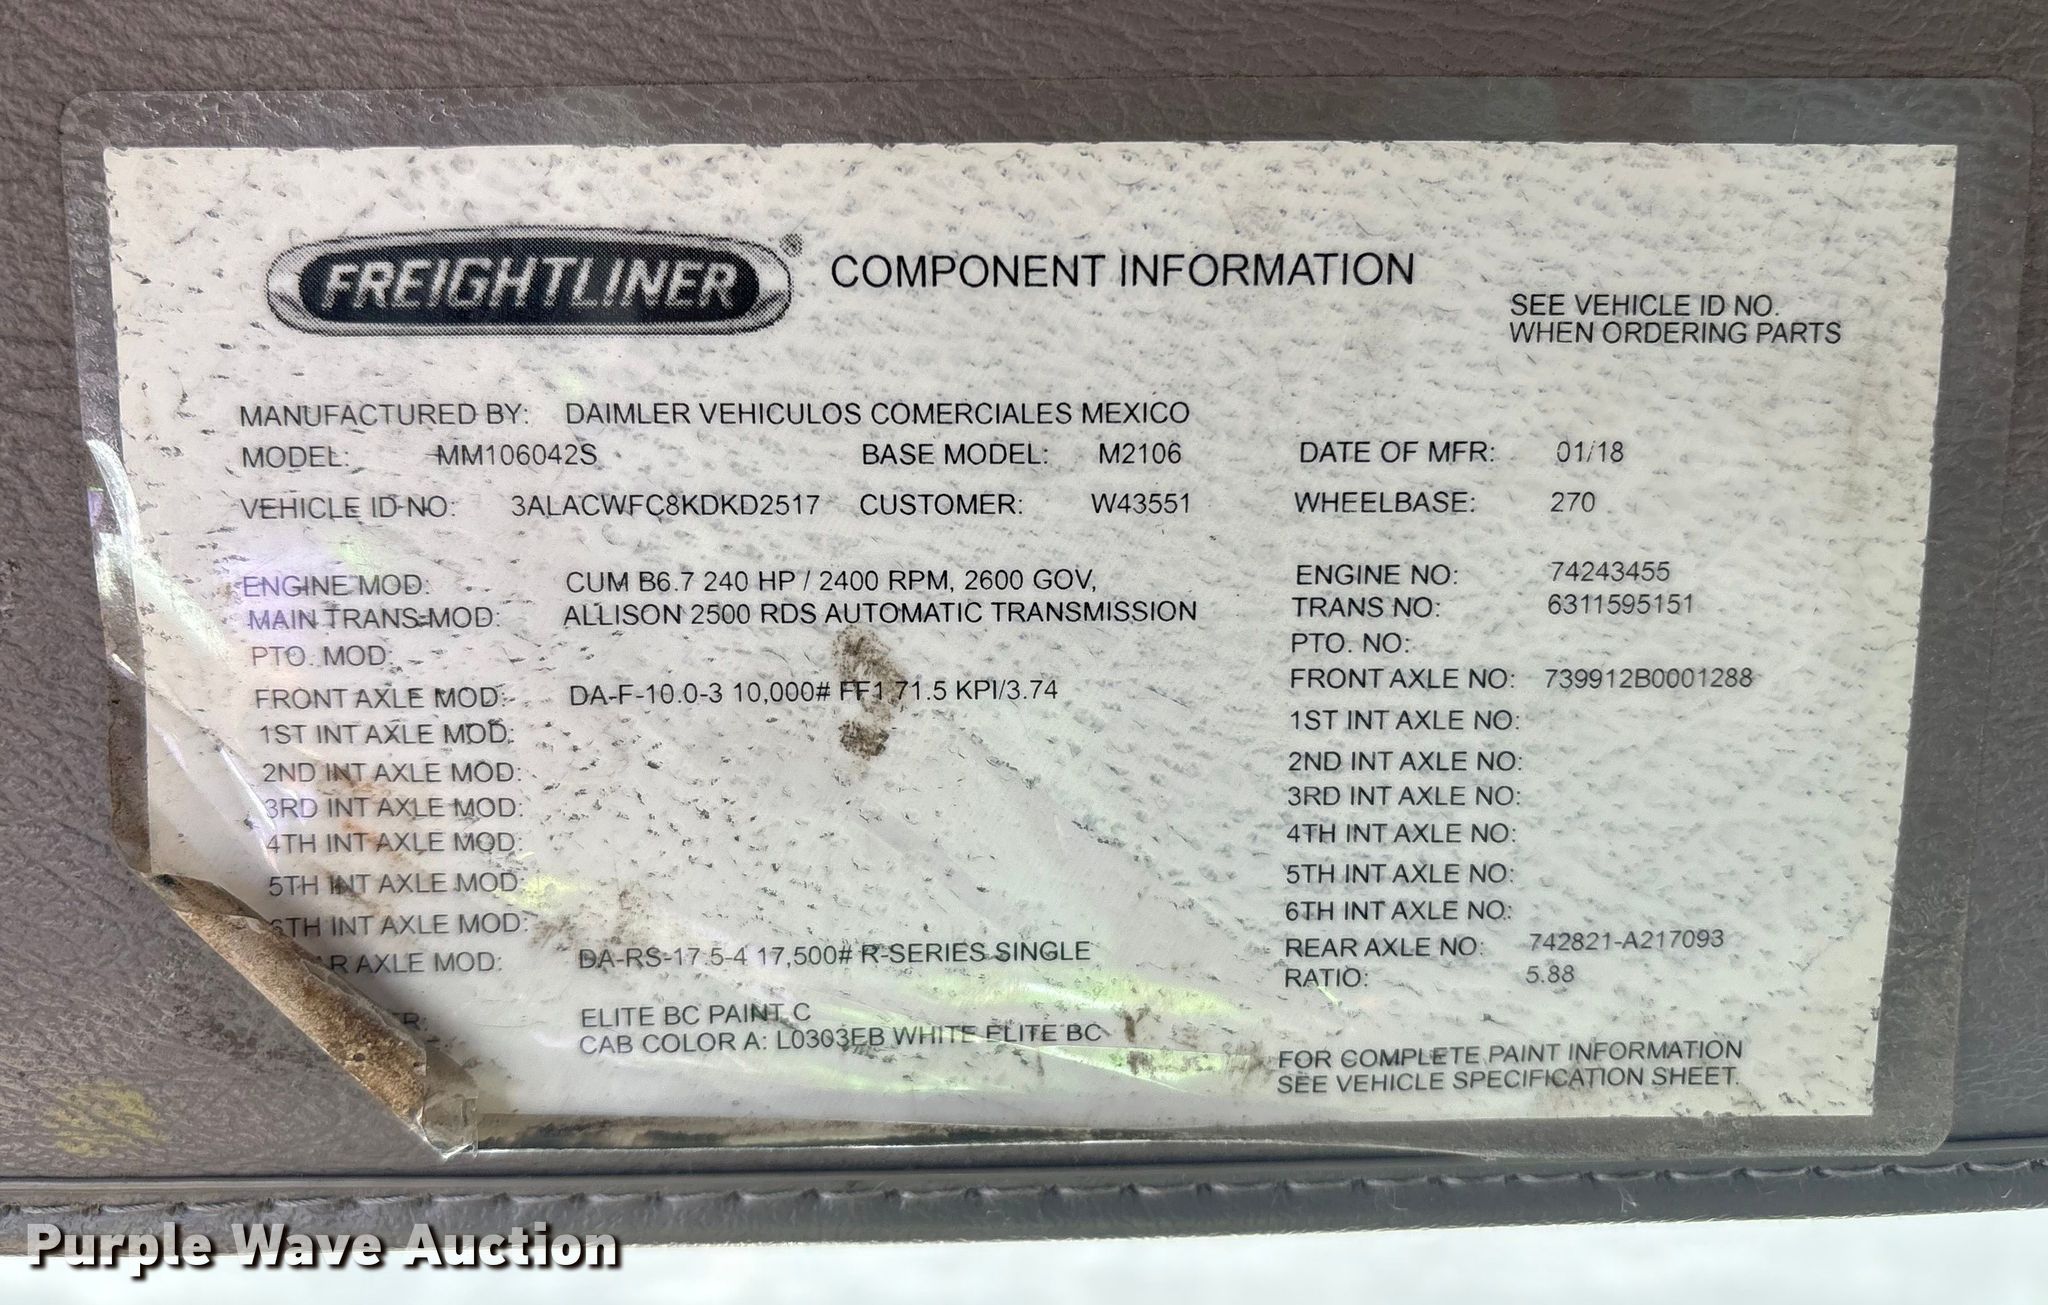 FREIGHTLINER® COMPONENT INFORMATION
SEE VEHICLE ID NO.
WHEN ORDERING PARTS
MANUFACTURED BY: DAIMLER VEHICULOS COMERCIALES MEXICO
MODEL: MM106042S BASE MODEL: M2106 DATE OF MFR: 01/18
VEHICLE ID NO: 3ALACWFC8KDKD2517 CUSTOMER: W43551 WHEELBASE: 270
ENGINE MOD: CUM B6.7 240 HP / 2400 RPM, 2600 GOV, ENGINE NO: 74243455
MAIN TRANS MOD: ALLISON 2500 RDS AUTOMATIC TRANSMISSION TRANS NO: 6311595151
PTO. MOD: PTO. NO:
FRONT AXLE MOD: DA-F-10.0-3 10,000# FF1 71.5 KPI/3.74 FRONT AXLE NO: 739912B0001288
1ST INT AXLE MOD: 1ST INT AXLE NO:
2ND INT AXLE MOD: 2ND INT AXLE NO:
3RD INT AXLE MOD: 3RD INT AXLE NO:
4TH INT AXLE MOD: 4TH INT AXLE NO:
5TH INT AXLE MOD: 5TH INT AXLE NO:
6TH INT AXLE MOD: 6TH INT AXLE NO:
AR AXLE MOD: DA-RS-17.5-4 17,500# R-SERIES SINGLE REAR AXLE NO: 742821-A217093
RATIO: 5.88
ER: ELITE BC PAINT C
CAB COLOR A: L0303EB WHITE ELITE BC
FOR COMPLETE PAINT INFORMATION
SEE VEHICLE SPECIFICATION SHEET.
Purple Wave Auction